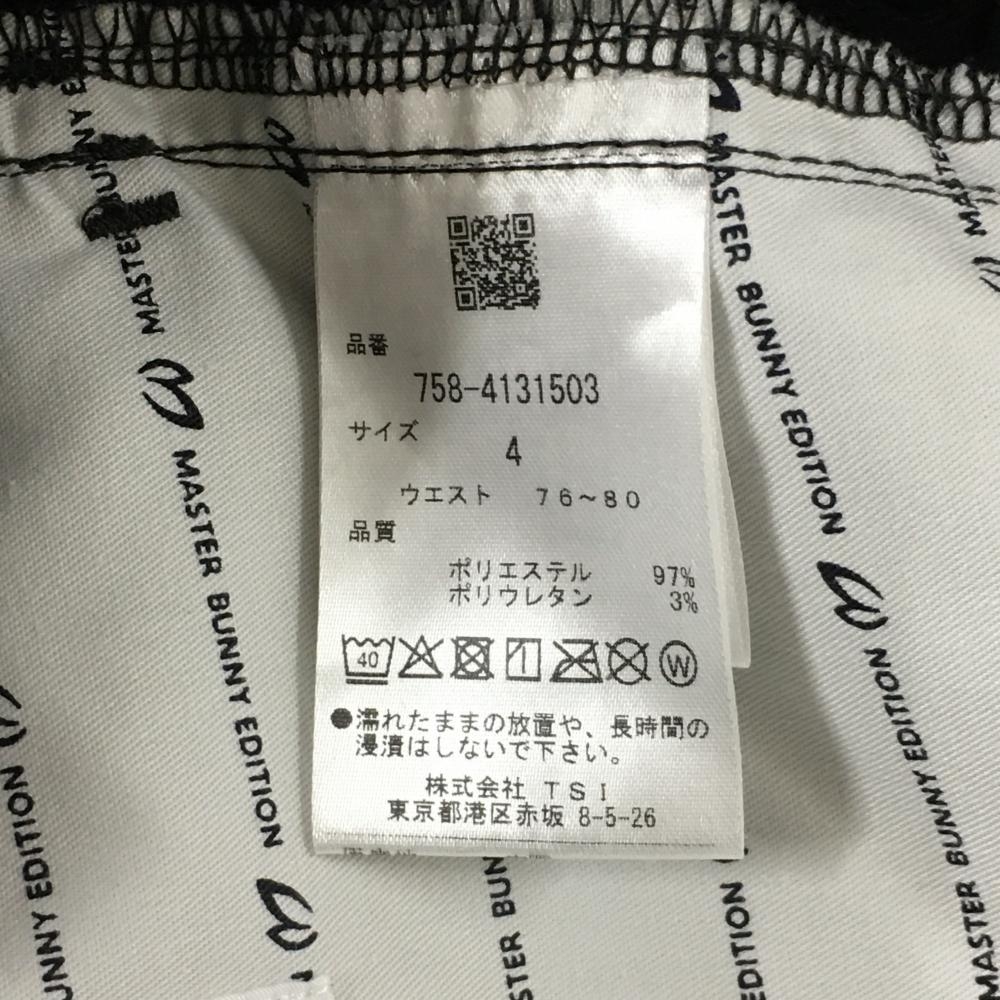 品番
758-4131503
サイズ
4
ウエスト 76~80
品質
ポリエステル 97%
ポリウレタン 3%
40
W
●濡れたままの放置や、長時間の
浸漬はしないで下さい。
株式会社 TSI
東京都港区赤坂 8-5-26
MASTER BUNNY EDITION
MASTER BUNNY EDITION
MASTER BUNNY EDITION
MASTER
BUNNY EDITION
EDITION